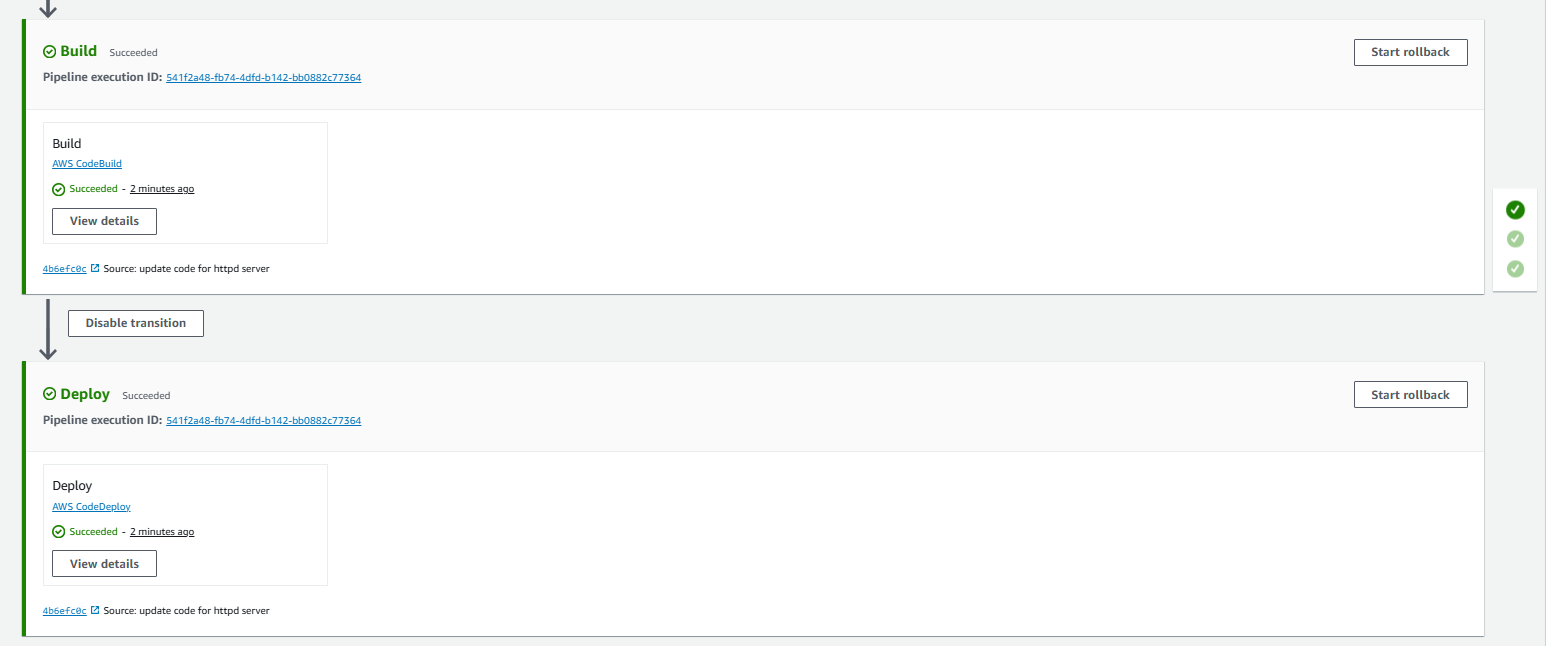 Build Succeeded
Start rollback
Pipeline execution ID: 541f2a48-fb74-4dfd-b142-bb0882c77364
Build
AWS CodeBuild
Succeeded - 2 minutes ago
View details
4b6efc0c Source: update code for httpd server
Disable transition
Deploy Succeeded
Start rollback
Pipeline execution ID: 541f2a48-fb74-4dfd-b142-bb0882c77364
Deploy
AWS CodeDeploy
Succeeded - 2 minutes ago
View details
4b6efc0c Source: update code for httpd server